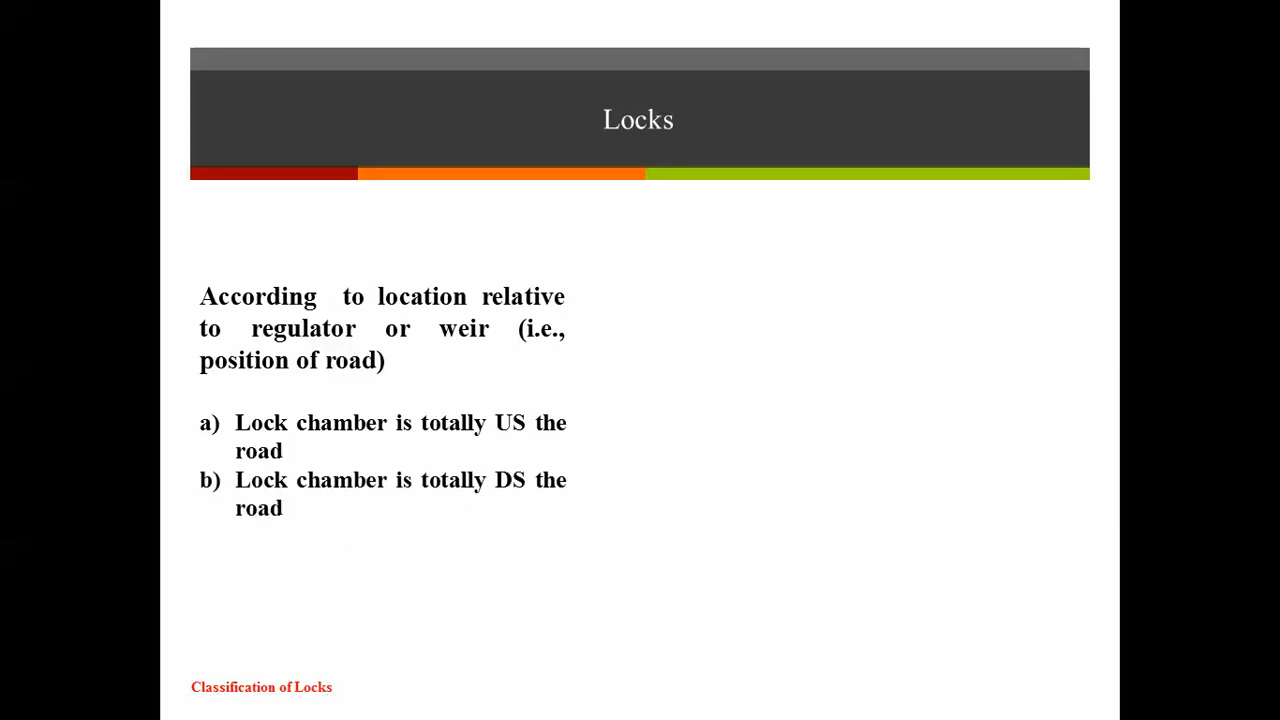 Locks
According to location relative
to regulator or weir (i.e.,
position of road)
a) Lock chamber is totally US the
road
b) Lock chamber is totally DS the
road
Classification of Locks